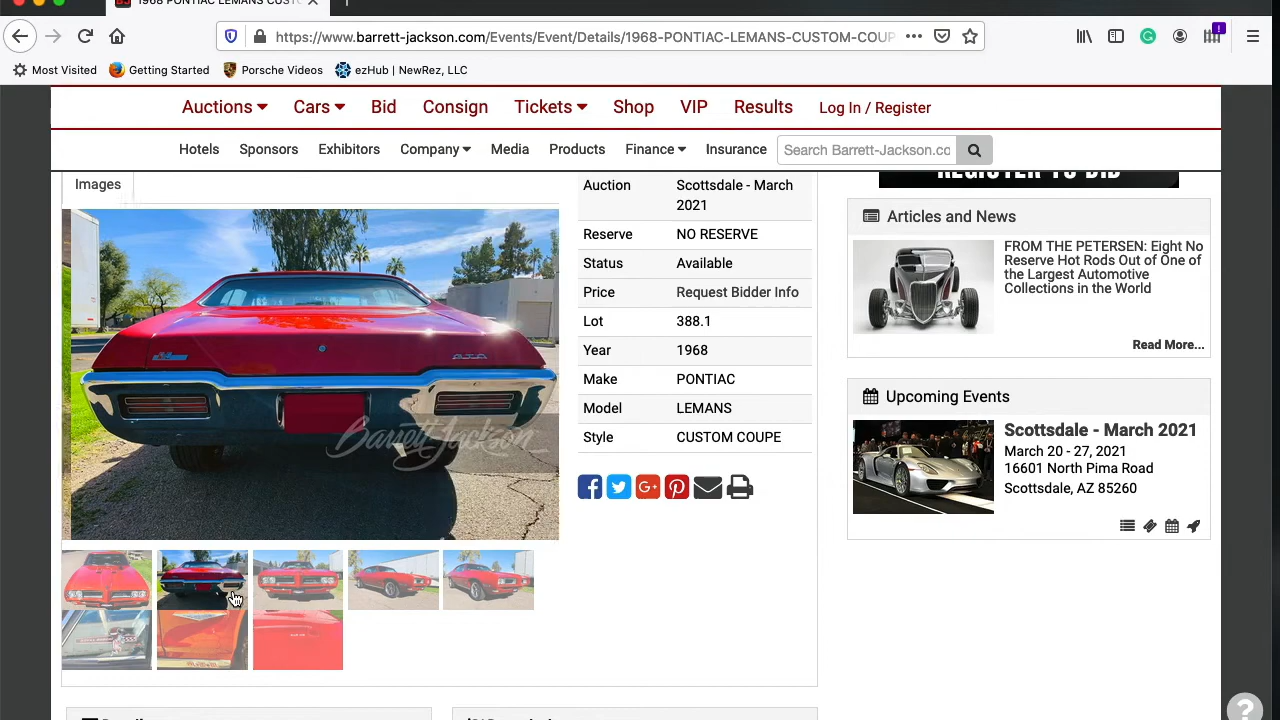 1968 PONTIAC LEMANS CUSTOM
https://www.barrett-jackson.com/Events/Event/Details/1968-PONTIAC-LEMANS-CUSTOM-COUP
Most Visited Getting Started Porsche Videos ezHub | NewRez, LLC
Auctions Cars Bid Consign Tickets Shop VIP Results Log In / Register
Hotels Sponsors Exhibitors Company Media Products Finance Insurance Search Barrett-Jackson.co
REGISTER TO BID
Images
Auction Scottsdale - March
2021
Reserve NO RESERVE
Status Available
Price Request Bidder Info
Lot 388.1
Year 1968
Make PONTIAC
Model LEMANS
Style CUSTOM COUPE
Barrett-Jackson
Articles and News
FROM THE PETERSEN: Eight No
Reserve Hot Rods Out of One of
the Largest Automotive
Collections in the World
Read More...
Upcoming Events
Scottsdale - March 2021
March 20 - 27, 2021
16601 North Pima Road
Scottsdale, AZ 85260